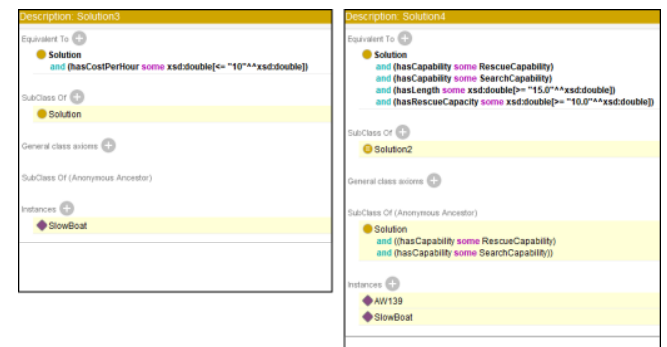 Description: Solution3
Equivalent To
Solution
and (hasCostPerHour some xsd:double[<= "10"^^xsd:double])
SubClass Of
Solution
General class axioms
SubClass Of (Anonymous Ancestor)
Instances
SlowBoat
Description: Solution4
Equivalent To
Solution
and (hasCapability some RescueCapability)
and (hasCapability some SearchCapability)
and (hasLength some xsd:double[>= "15.0"^^xsd:double])
and (hasRescueCapacity some xsd:double[>= "10.0"^^xsd:double])
SubClass Of
Solution2
General class axioms
SubClass Of (Anonymous Ancestor)
Solution
and ((hasCapability some RescueCapability)
and (hasCapability some SearchCapability))
Instances
AW139
SlowBoat